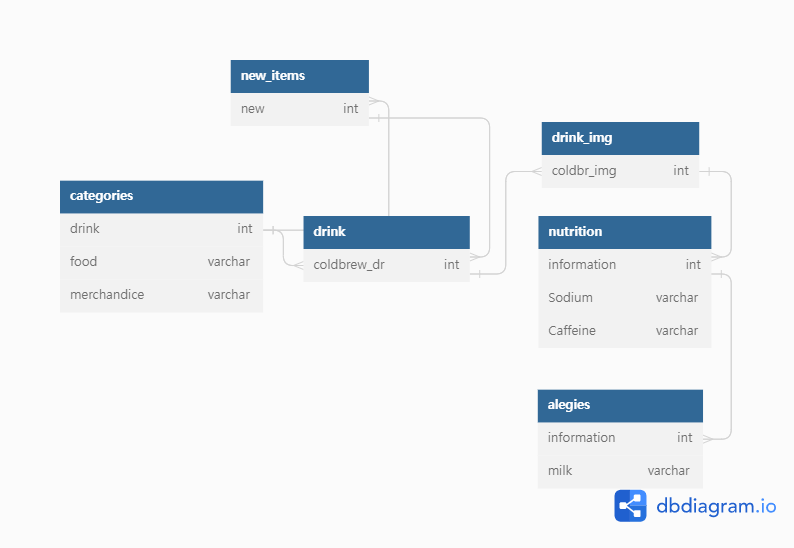 new_items
new int
categories
drink int
food varchar
merchandice varchar
drink
coldbrew_dr int
drink_img
coldbr_img int
nutrition
information int
Sodium varchar
Caffeine varchar
alegies
information int
milk varchar
dbdiagram.io